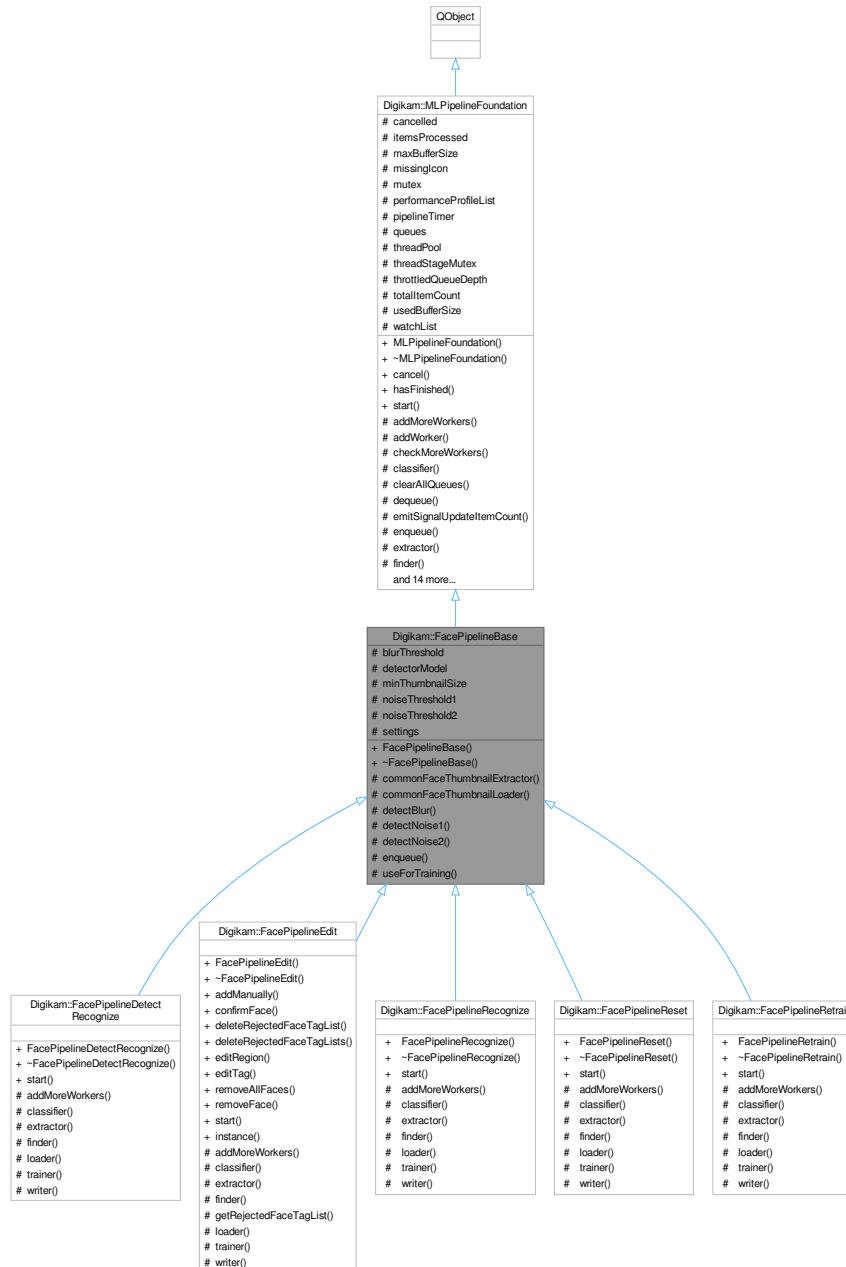 QObject
Digikam::MLPipelineFoundation
# cancelled
# itemsProcessed
# maxBufferSize
# missingIcon
# mutex
# performanceProfileList
# pipelineTimer
# queues
# threadPool
# threadStageMutex
# throttledQueueDepth
# totalItemCount
# usedBufferSize
# watchList
+ MLPipelineFoundation()
+ ~MLPipelineFoundation()
+ cancel()
+ hasFinished()
+ start()
# addMoreWorkers()
# addWorker()
# checkMoreWorkers()
# classifier()
# clearAllQueues()
# dequeue()
# emitSignalUpdateItemCount()
# enqueue()
# extractor()
# finder()
and 14 more...
Digikam::FacePipelineBase
# blurThreshold
# detectorModel
# minThumbnailSize
# noiseThreshold1
# noiseThreshold2
# settings
+ FacePipelineBase()
+ ~FacePipelineBase()
# commonFaceThumbnailExtractor()
# commonFaceThumbnailLoader()
# detectBlur()
# detectNoise1()
# detectNoise2()
# enqueue()
# useForTraining()
Digikam::FacePipelineDetect
Recognize
+ FacePipelineDetectRecognize()
+ ~FacePipelineDetectRecognize()
+ start()
# addMoreWorkers()
# classifier()
# extractor()
# finder()
# loader()
# trainer()
# writer()
Digikam::FacePipelineEdit
+ FacePipelineEdit()
+ ~FacePipelineEdit()
+ addManually()
+ confirmFace()
+ deleteRejectedFaceTagList()
+ deleteRejectedFaceTagLists()
+ editRegion()
+ editTag()
+ removeAllFaces()
+ removeFace()
+ start()
+ instance()
# addMoreWorkers()
# classifier()
# extractor()
# finder()
# getRejectedFaceTagList()
# loader()
# trainer()
# writer()
Digikam::FacePipelineRecognize
+ FacePipelineRecognize()
+ ~FacePipelineRecognize()
+ start()
# addMoreWorkers()
# classifier()
# extractor()
# finder()
# loader()
# trainer()
# writer()
Digikam::FacePipelineReset
+ FacePipelineReset()
+ ~FacePipelineReset()
+ start()
# addMoreWorkers()
# classifier()
# extractor()
# finder()
# loader()
# trainer()
# writer()
Digikam::FacePipelineRetrai
+ FacePipelineRetrain()
+ ~FacePipelineRetrain()
+ start()
# addMoreWorkers()
# classifier()
# extractor()
# finder()
# loader()
# trainer()
# writer()